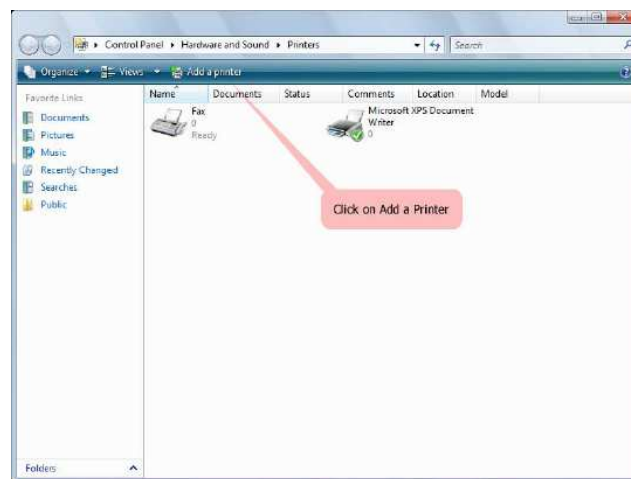 Control Panel ▸ Hardware and Sound ▸ Printers
Search
Organize
Views
Add a printer
Favorite Links
Documents
Pictures
Music
Recently Changed
Searches
Public
Folders
Name
Documents
Status
Comments
Location
Model
Fax
0
Ready
Microsoft XPS Document
Writer
0
Click on Add a Printer